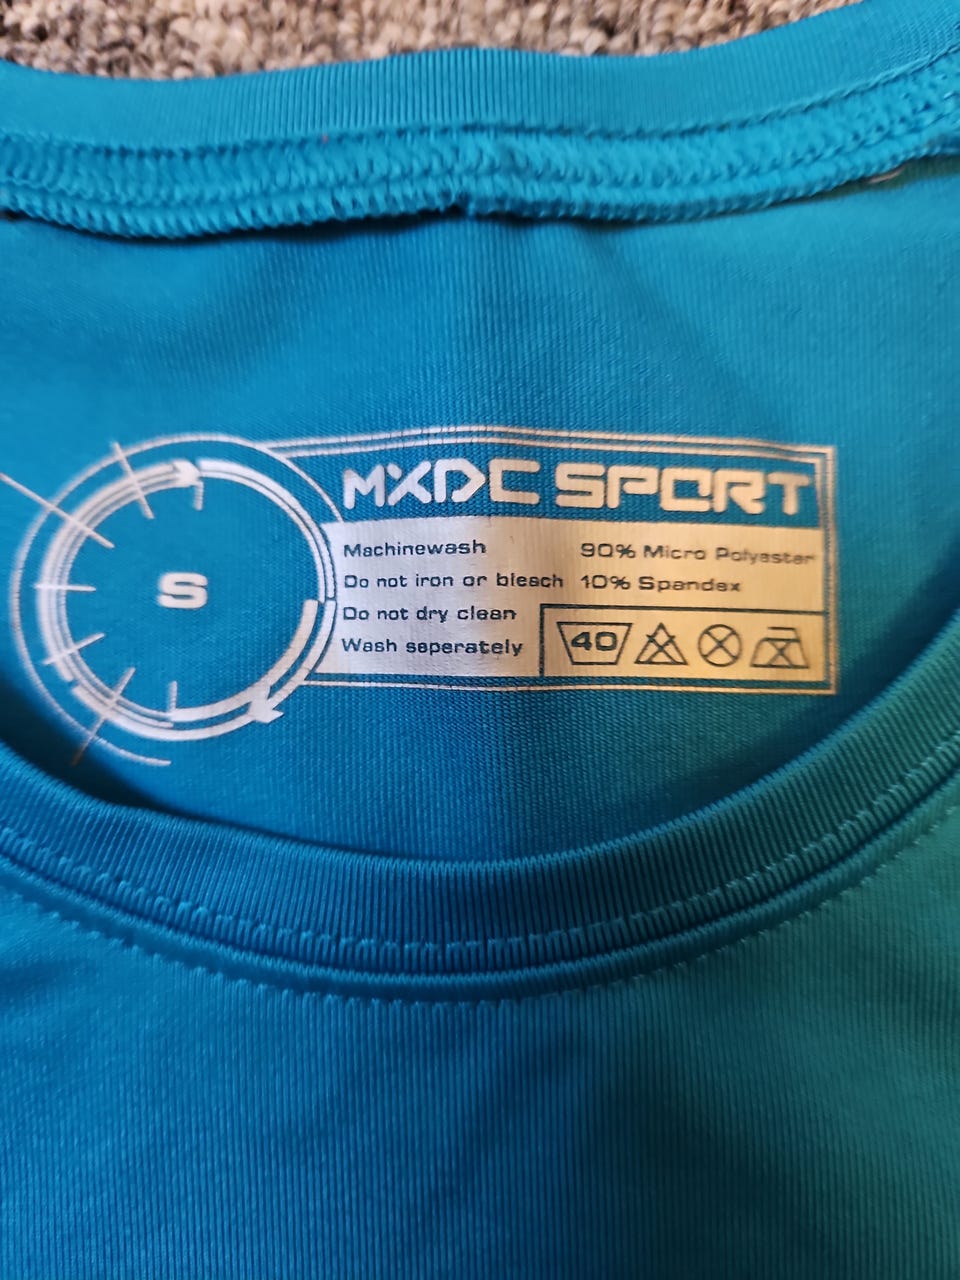 S
MXDC SPORT
Machinewash
Do not iron or bleach
Do not dry clean
Wash seperately
90% Micro Polyester
10% Spandex
40